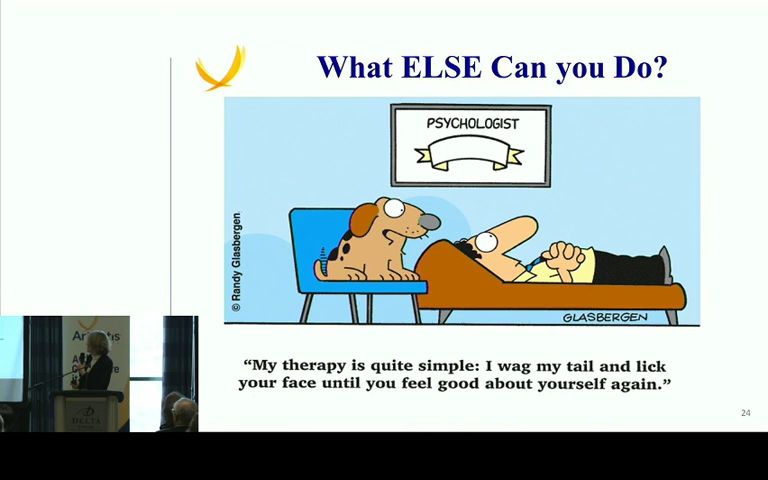 What ELSE Can you Do?
PSYCHOLOGIST
© Randy Glasbergen
GLASBERGEN
“My therapy is quite simple: I wag my tail and lick
your face until you feel good about yourself again.”
24
DELTA